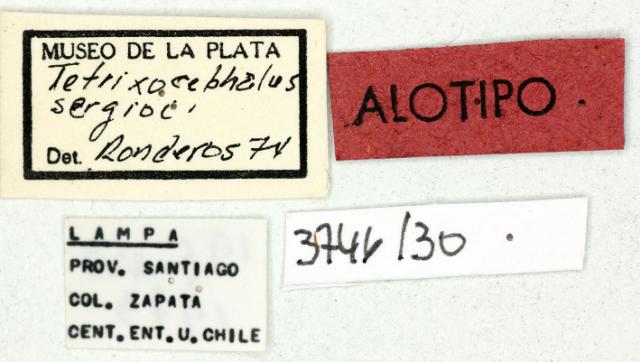 MUSEO DE LA PLATA
Tetrixocephalus
sergioi
Det. Ronderos 74
ALOTIPO
3746/30
LAMPA
PROV. SANTIAGO
COL. ZAPATA
CENT. ENT. U. CHILE